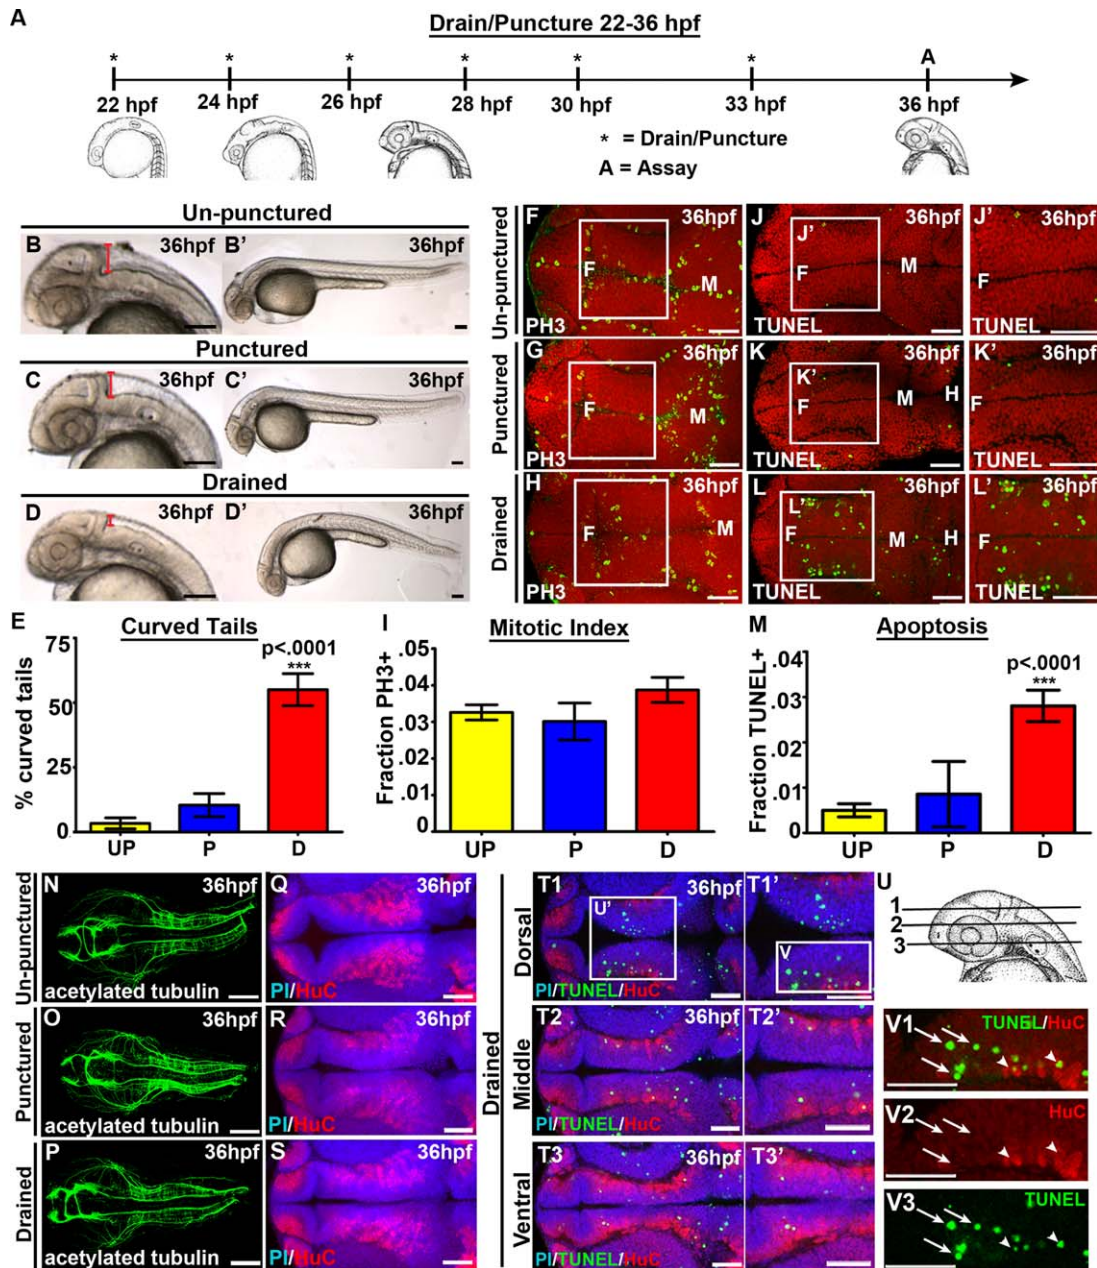 A
Drain/Puncture 22-36 hpf
* * * * * * A
22 hpf 24 hpf 26 hpf 28 hpf 30 hpf 33 hpf 36 hpf
* = Drain/Puncture
A = Assay
Un-punctured
B 36hpf B' 36hpf
Punctured
C 36hpf C' 36hpf
Drained
D 36hpf D' 36hpf
Un-punctured
F 36hpf
F M
PH3
J 36hpf
J'
F M
TUNEL
J' 36hpf
F
TUNEL
Punctured
G 36hpf
F M
PH3
K 36hpf
K'
F M H
TUNEL
K' 36hpf
F
TUNEL
Drained
H 36hpf
F M
PH3
L 36hpf
L'
F M H
TUNEL
L' 36hpf
F
TUNEL
E Curved Tails
% curved tails
75
50
25
0
p<.0001
***
UP P D
I Mitotic Index
Fraction PH3+
.05
.04
.03
.04
.01
0
UP P D
M Apoptosis
Fraction TUNEL+
.04
.03
.02
.01
0
p<.0001
***
UP P D
Un-punctured
N 36hpf
acetylated tubulin
Q 36hpf
PI/HuC
Punctured
O 36hpf
acetylated tubulin
R 36hpf
PI/HuC
Drained
P 36hpf
acetylated tubulin
S 36hpf
PI/HuC
Drained
Dorsal
T1 36hpf
U'
PI/TUNEL/HuC
T1'
V
Middle
T2 36hpf
PI/TUNEL/HuC
T2'
Ventral
T3 36hpf
PI/TUNEL/HuC
T3'
U
1
2
3
V1 TUNEL/HuC
V2 HuC
V3 TUNEL